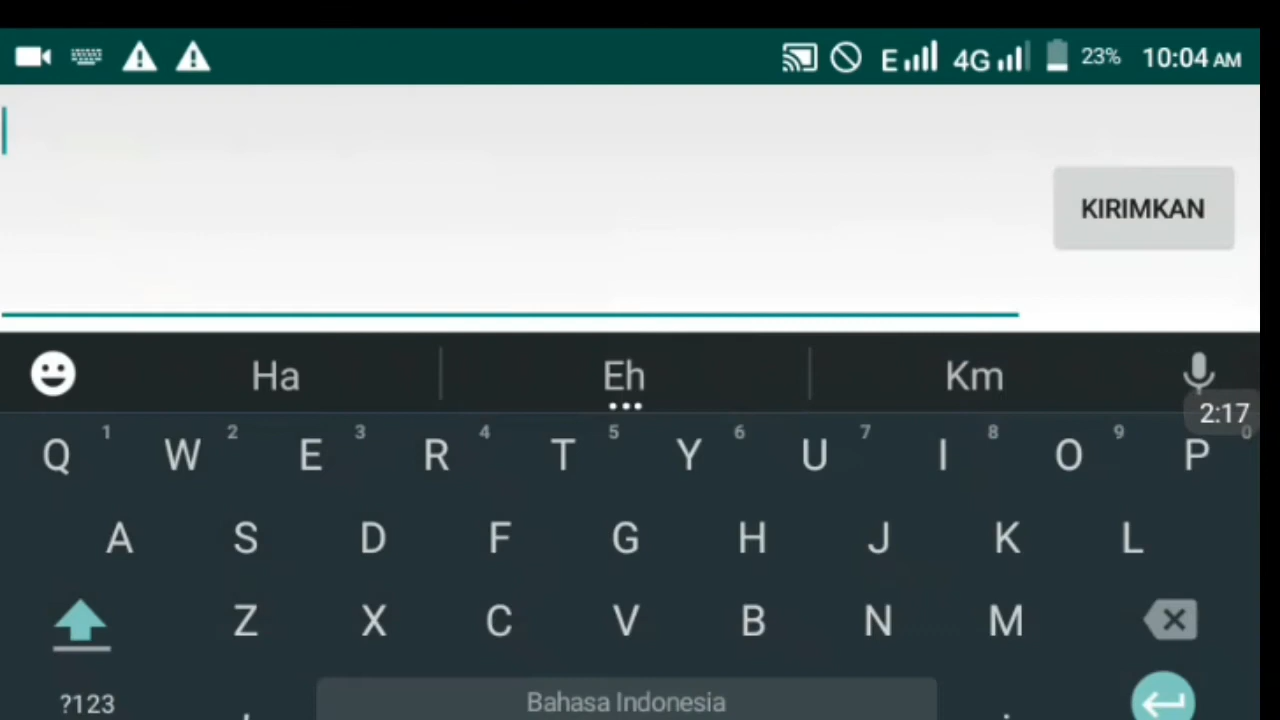 E 4G 23% 10:04 AM
KIRIMKAN
Ha Eh Km
2:17
Q 1 W 2 E 3 R 4 T 5 Y 6 U 7 I 8 O 9 P 0
A S D F G H J K L
Z X C V B N M
?123 , Bahasa Indonesia .